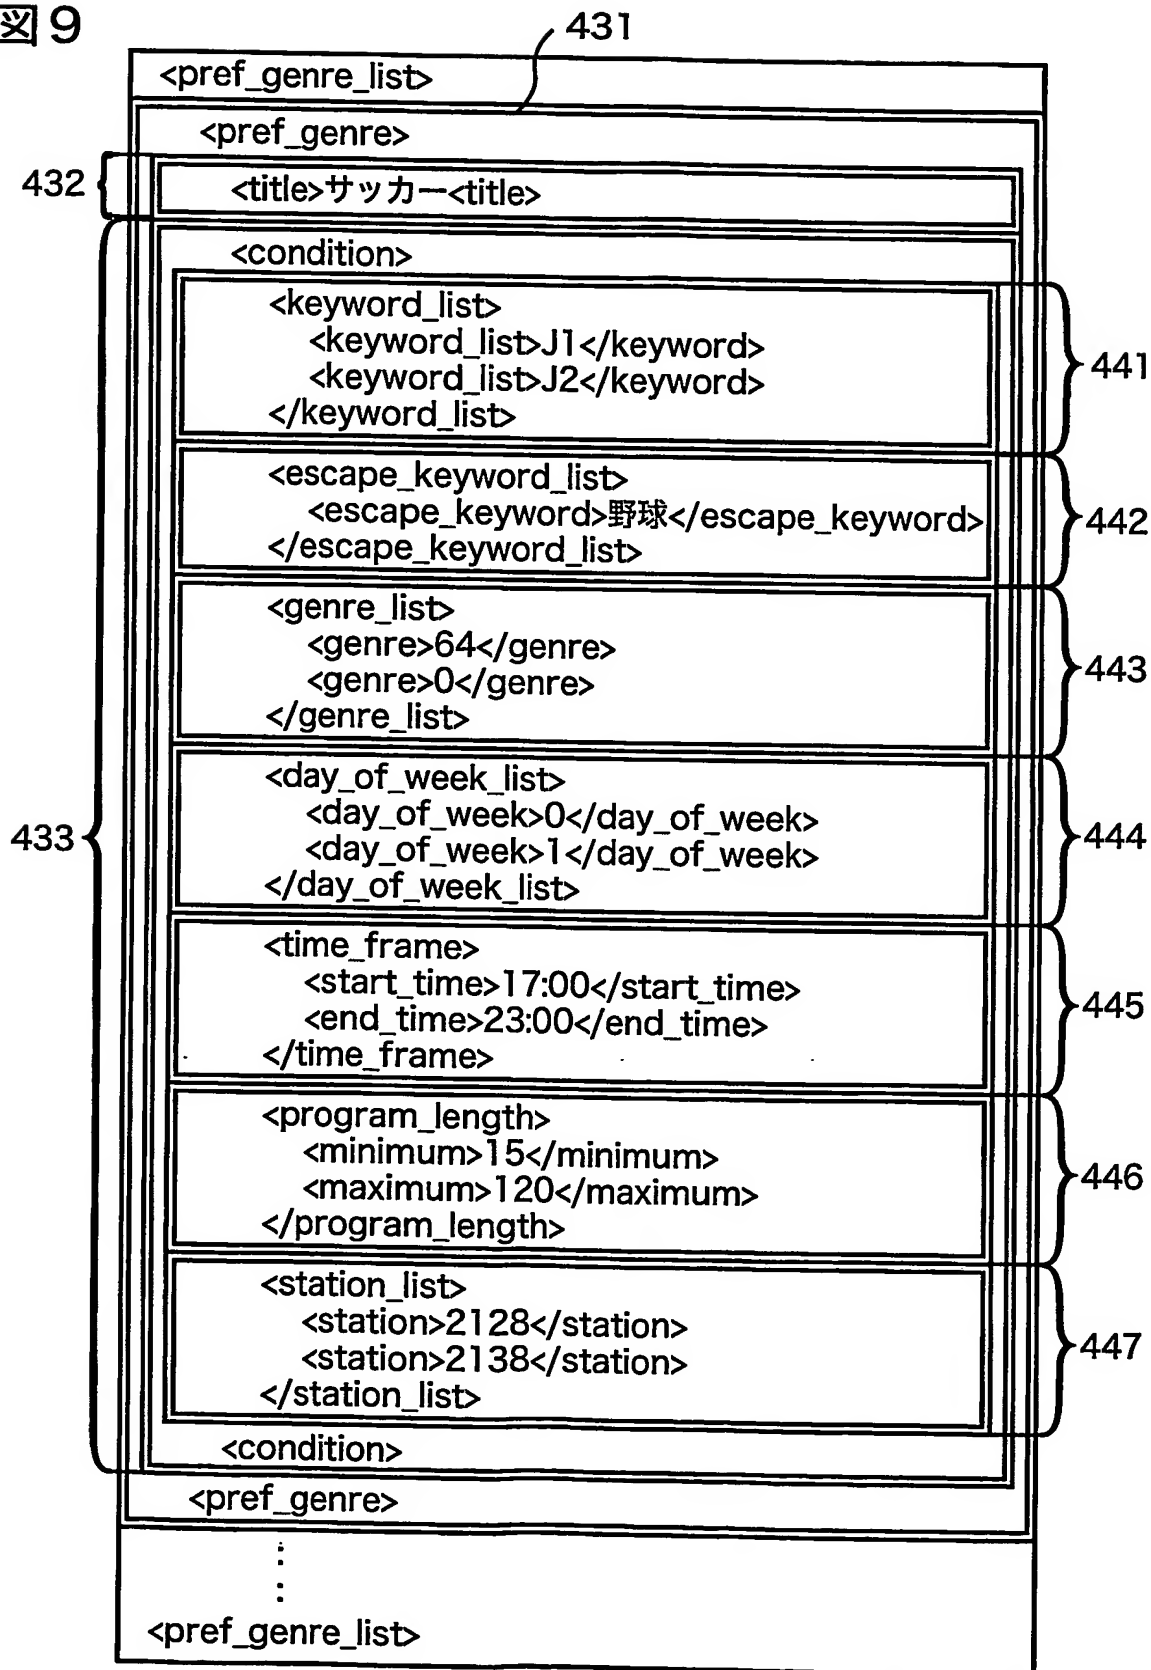 図9
431
<pref_genre_list>
<pref_genre>
432
<title>サッカー<title>
<condition>
<keyword_list>
<keyword_list>J1</keyword>
<keyword_list>J2</keyword>
</keyword_list>
441
<escape_keyword_list>
<escape_keyword>野球</escape_keyword>
</escape_keyword_list>
442
<genre_list>
<genre>64</genre>
<genre>0</genre>
</genre_list>
443
<day_of_week_list>
<day_of_week>0</day_of_week>
<day_of_week>1</day_of_week>
</day_of_week_list>
433
444
<time_frame>
<start_time>17:00</start_time>
<end_time>23:00</end_time>
</time_frame>
445
<program_length>
<minimum>15</minimum>
<maximum>120</maximum>
</program_length>
446
<station_list>
<station>2128</station>
<station>2138</station>
</station_list>
447
<condition>
<pref_genre>
<pref_genre_list>